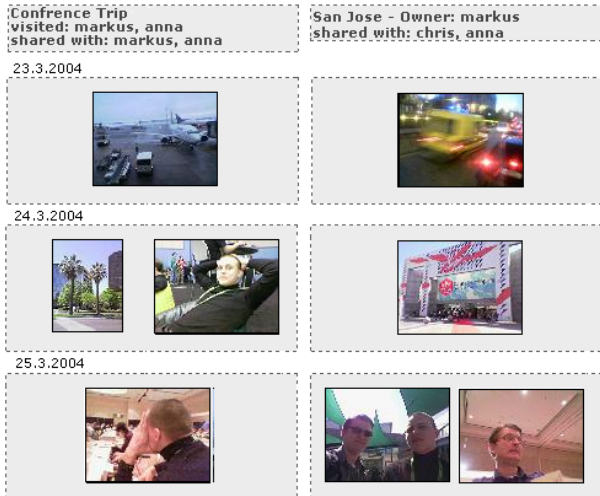 Confrence Trip
visited: markus, anna
shared with: markus, anna
San Jose - Owner: markus
shared with: chris, anna
23.3.2004
24.3.2004
25.3.2004